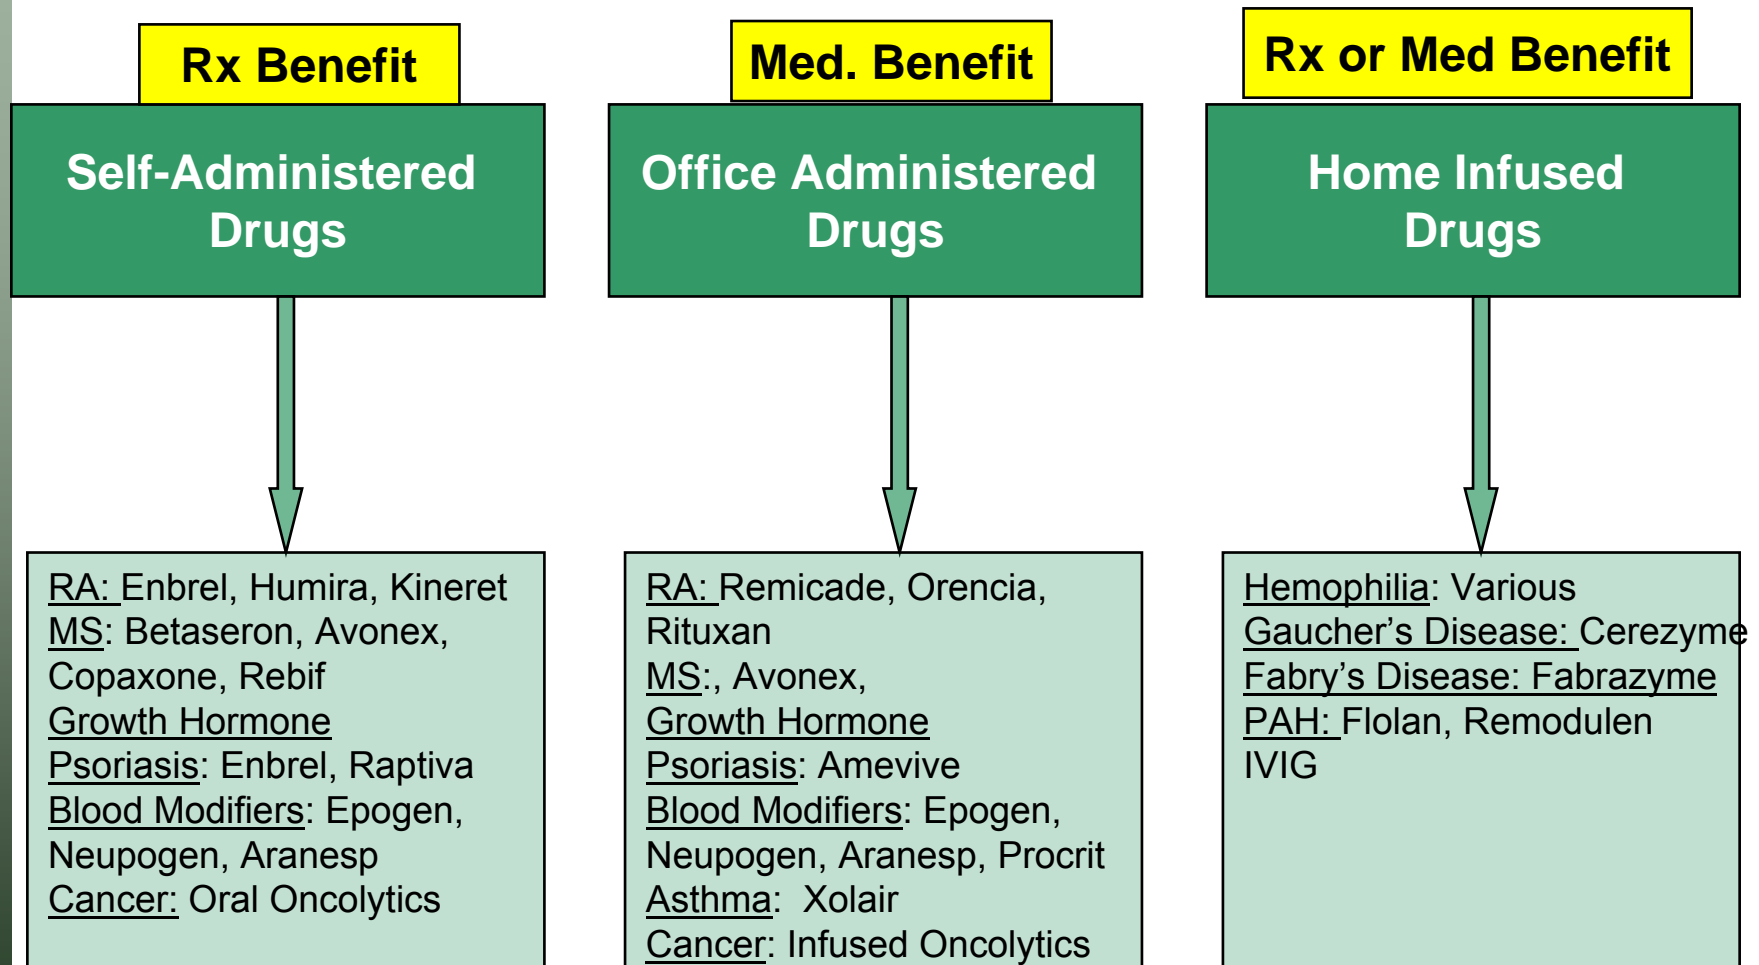 Rx Benefit
Self-Administered
Drugs
RA: Enbrel, Humira, Kineret
MS: Betaseron, Avonex,
Copaxone, Rebif
Growth Hormone
Psoriasis: Enbrel, Raptiva
Blood Modifiers: Epogen,
Neupogen, Aranesp
Cancer: Oral Oncolytics
Med. Benefit
Office Administered
Drugs
RA: Remicade, Orencia,
Rituxan
MS:, Avonex,
Growth Hormone
Psoriasis: Amevive
Blood Modifiers: Epogen,
Neupogen, Aranesp, Procrit
Asthma:  Xolair
Cancer: Infused Oncolytics
Rx or Med Benefit
Home Infused
Drugs
Hemophilia: Various
Gaucher’s Disease: Cerezyme
Fabry’s Disease: Fabrazyme
PAH: Flolan, Remodulen
IVIG